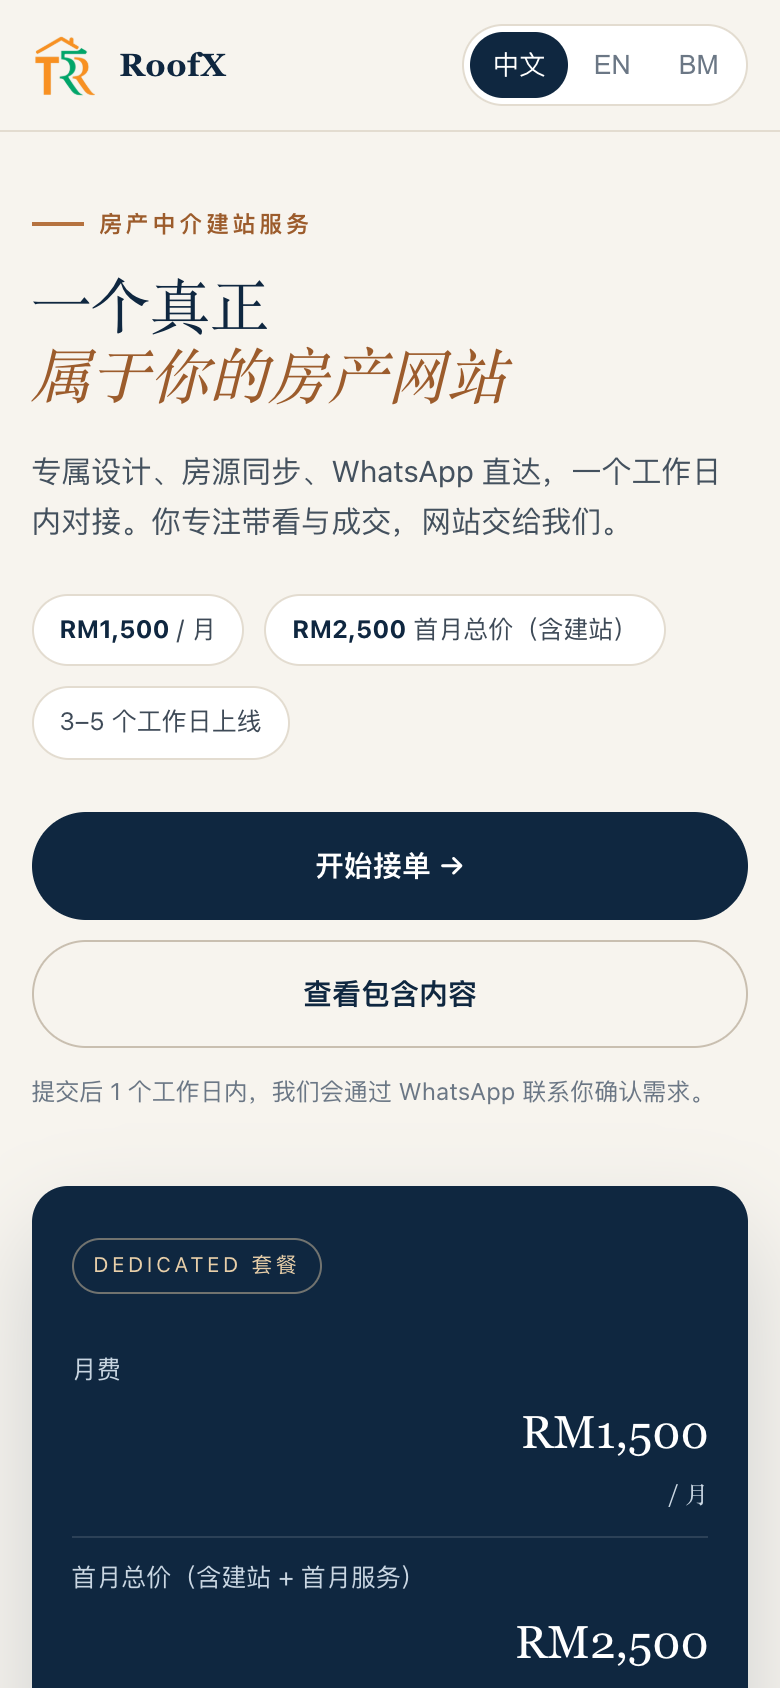 RoofX
中文 EN BM
房产中介建站服务
一个真正
属于你的房产网站
专属设计、房源同步、WhatsApp 直达，一个工作日
内对接。你专注带看与成交，网站交给我们。
RM1,500 / 月 RM2,500 首月总价（含建站）
3–5 个工作日上线
开始接单 →
查看包含内容
提交后 1 个工作日内，我们会通过 WhatsApp 联系你确认需求。
DEDICATED 套餐
月费
RM1,500
/ 月
首月总价（含建站 + 首月服务）
RM2,500